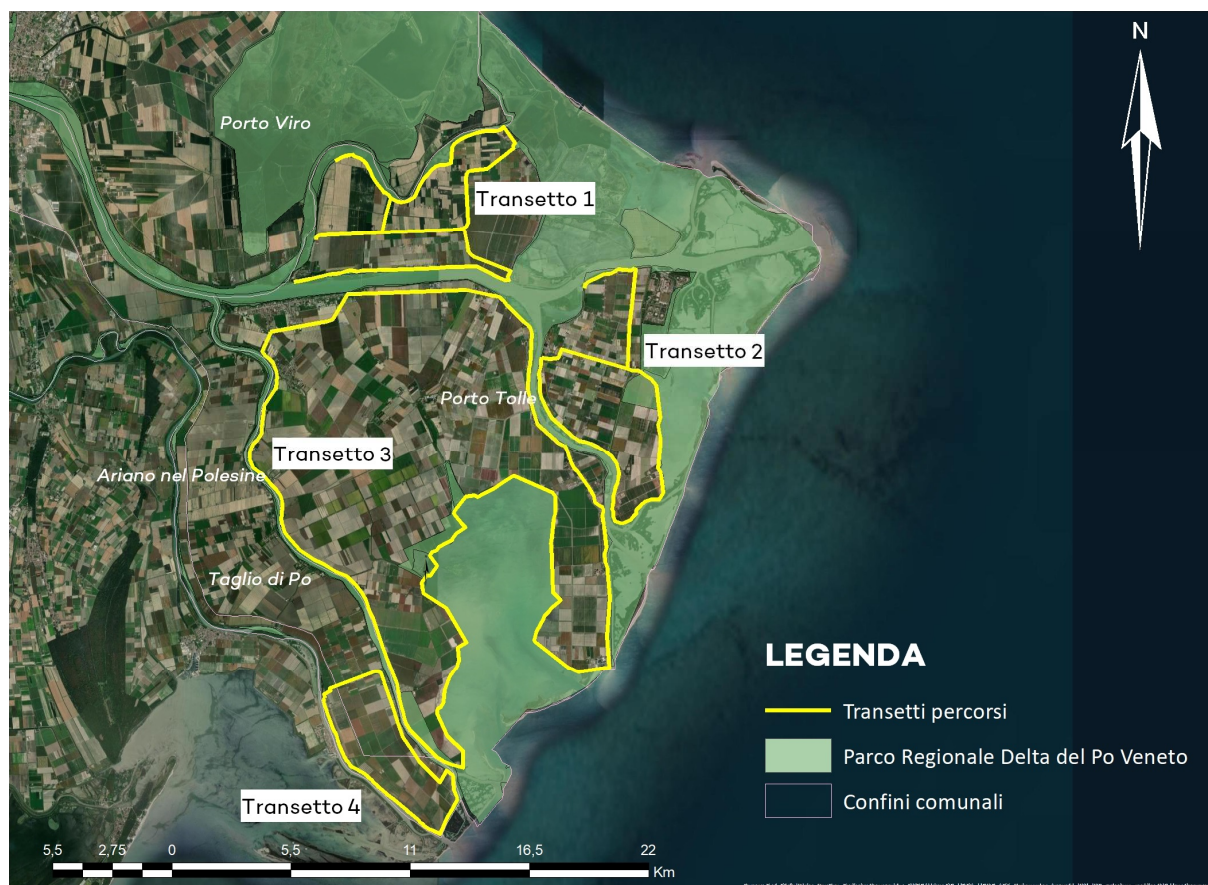 N
Porto Viro
Transetto 1
Transetto 2
Porto Tolle
Transetto 3
Ariano nel Polesine
Taglio di Po
LEGENDA
Transetti percorsi
Parco Regionale Delta del Po Veneto
Confini comunali
Transetto 4
5,5 2,75 0 5,5 11 16,5 22
Km